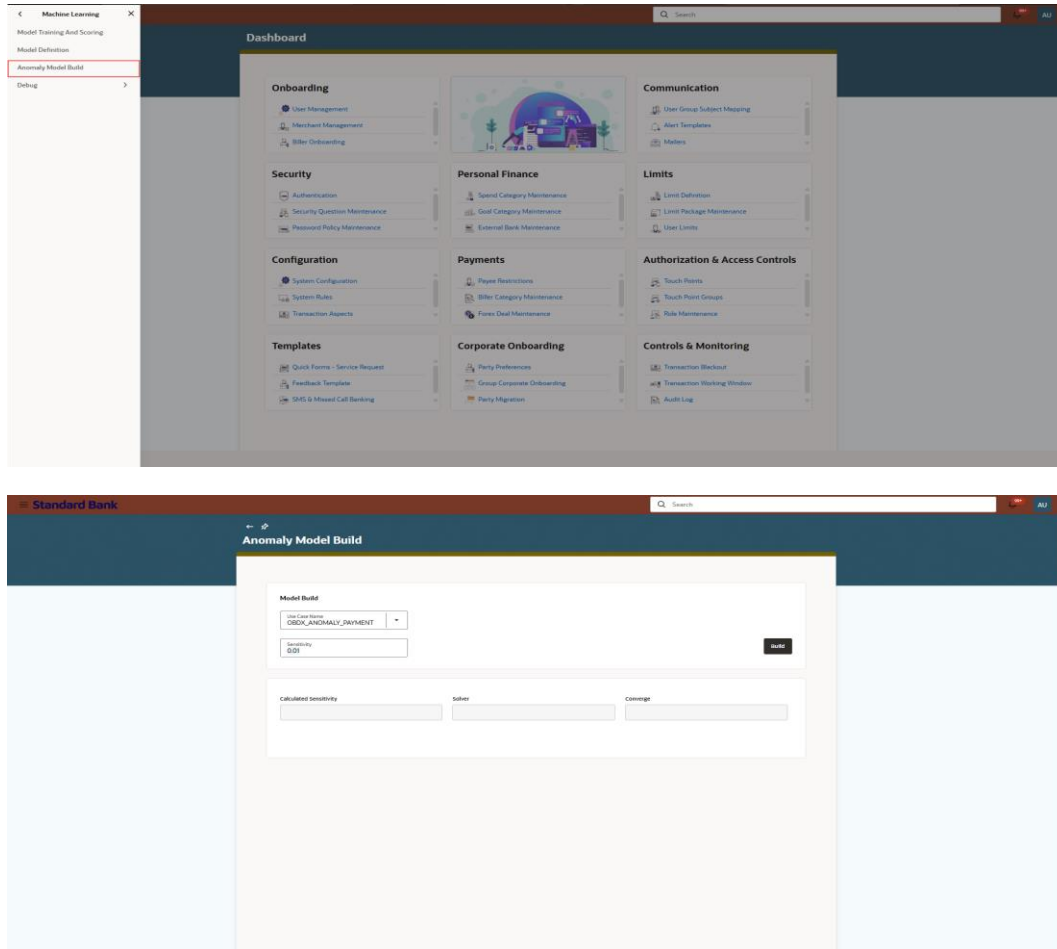 Machine Learning
Model Training And Scoring
Model Definition
Anomaly Model Build
Debug
Search
99+
AU
Dashboard
Onboarding
User Management
Merchant Management
Biller Onboarding
Communication
User Group Subject Mapping
Alert Templates
Mailers
Security
Authentication
Security Question Maintenance
Password Policy Maintenance
Personal Finance
Spend Category Maintenance
Goal Category Maintenance
External Bank Maintenance
Limits
Limit Definition
Limit Package Maintenance
User Limits
Configuration
System Configuration
System Rules
Transaction Aspects
Payments
Payee Restrictions
Biller Category Maintenance
Forex Deal Maintenance
Authorization & Access Controls
Touch Points
Touch Point Groups
Role Maintenance
Templates
Quick Forms - Service Request
Feedback Template
SMS & Missed Call Banking
Corporate Onboarding
Party Preferences
Group Corporate Onboarding
Party Migration
Controls & Monitoring
Transaction Blackout
Transaction Working Window
Audit Log
Standard Bank
Search
99+
AU
Anomaly Model Build
Model Build
Use Case Name
OBDX_ANOMALY_PAYMENT
Sensitivity
0.01
Build
Calculated Sensitivity
Solver
Converge